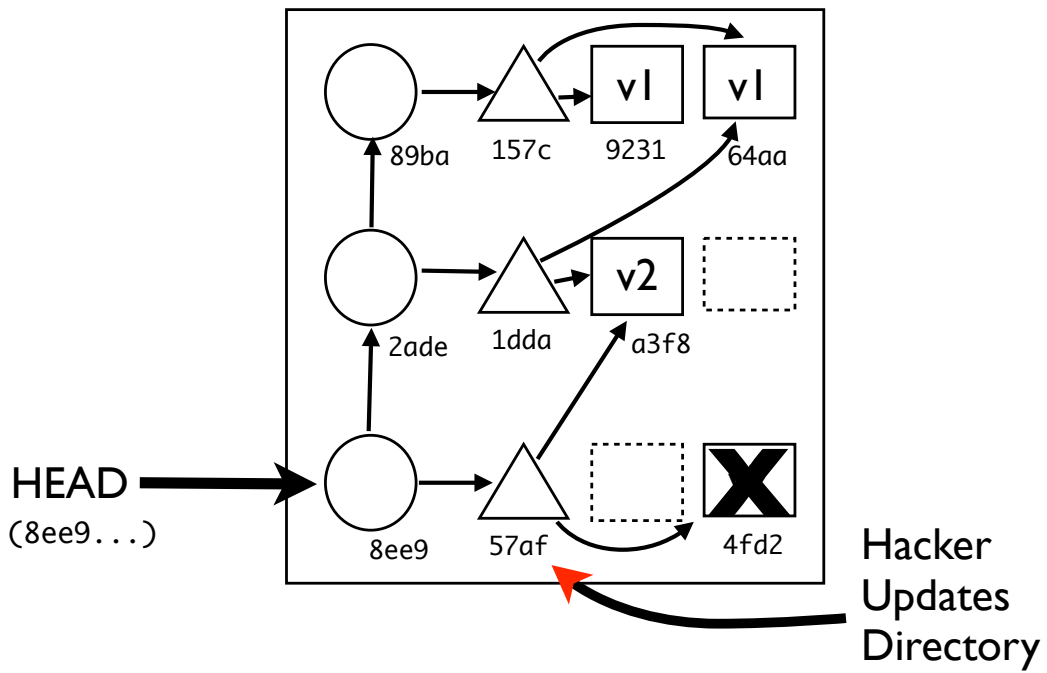 v1 v1
89ba 157c 9231 64aa
v2
2ade 1dda a3f8
HEAD
(8ee9...)
X
8ee9 57af 4fd2
Hacker
Updates
Directory